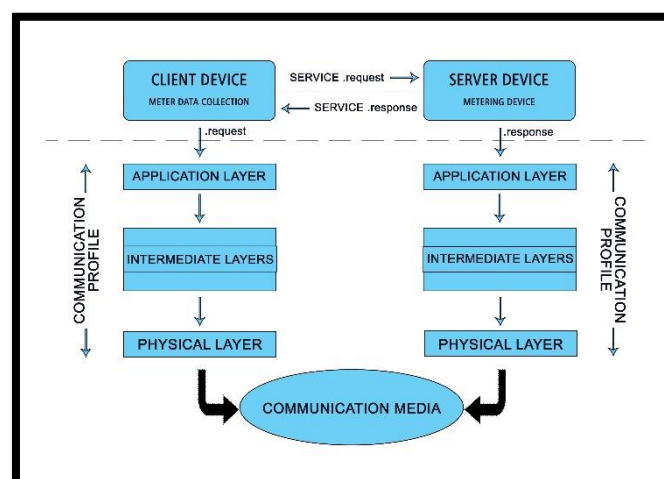 CLIENT DEVICE
METER DATA COLLECTION
SERVICE .request
SERVICE .response
SERVER DEVICE
METERING DEVICE
.request
.response
APPLICATION LAYER
APPLICATION LAYER
COMMUNICATION
PROFILE
INTERMEDIATE LAYERS
INTERMEDIATE LAYERS
COMMUNICATION
PROFILE
PHYSICAL LAYER
PHYSICAL LAYER
COMMUNICATION MEDIA